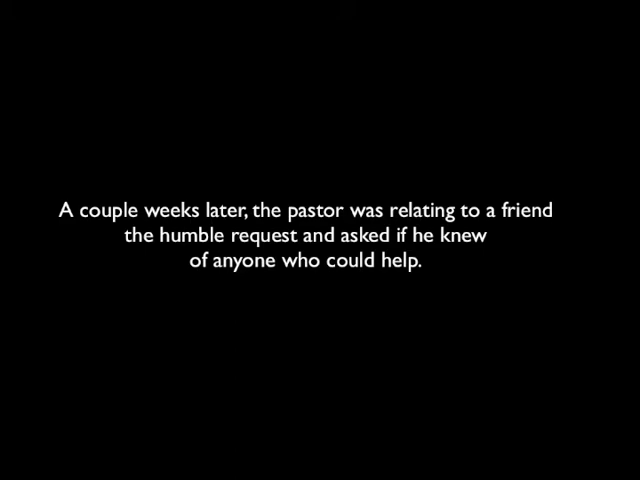 A couple weeks later, the pastor was relating to a friend
the humble request and asked if he knew
of anyone who could help.